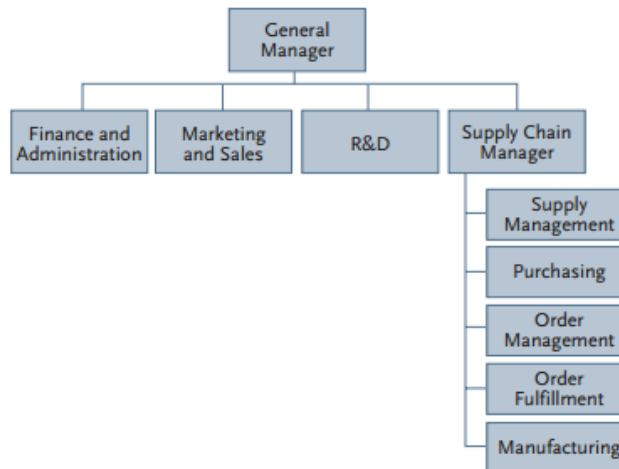 General
Manager
Finance and
Administration
Marketing
and Sales
R&D
Supply Chain
Manager
Supply
Management
Purchasing
Order
Management
Order
Fulfillment
Manufacturing